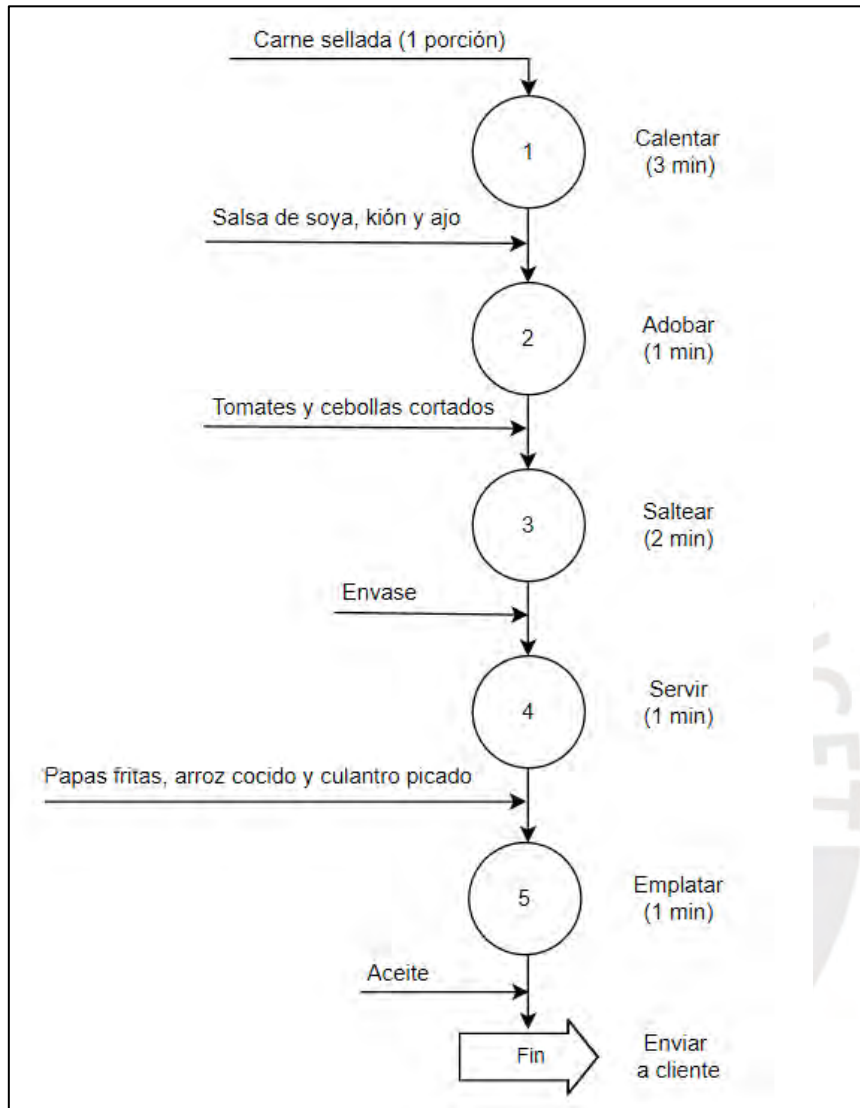 Carne sellada (1 porción)
1
Calentar
(3 min)
Salsa de soya, kión y ajo
2
Adobar
(1 min)
Tomates y cebollas cortados
3
Saltear
(2 min)
Envase
4
Servir
(1 min)
Papas fritas, arroz cocido y culantro picado
5
Emplatar
(1 min)
Aceite
Fin
Enviar
a cliente